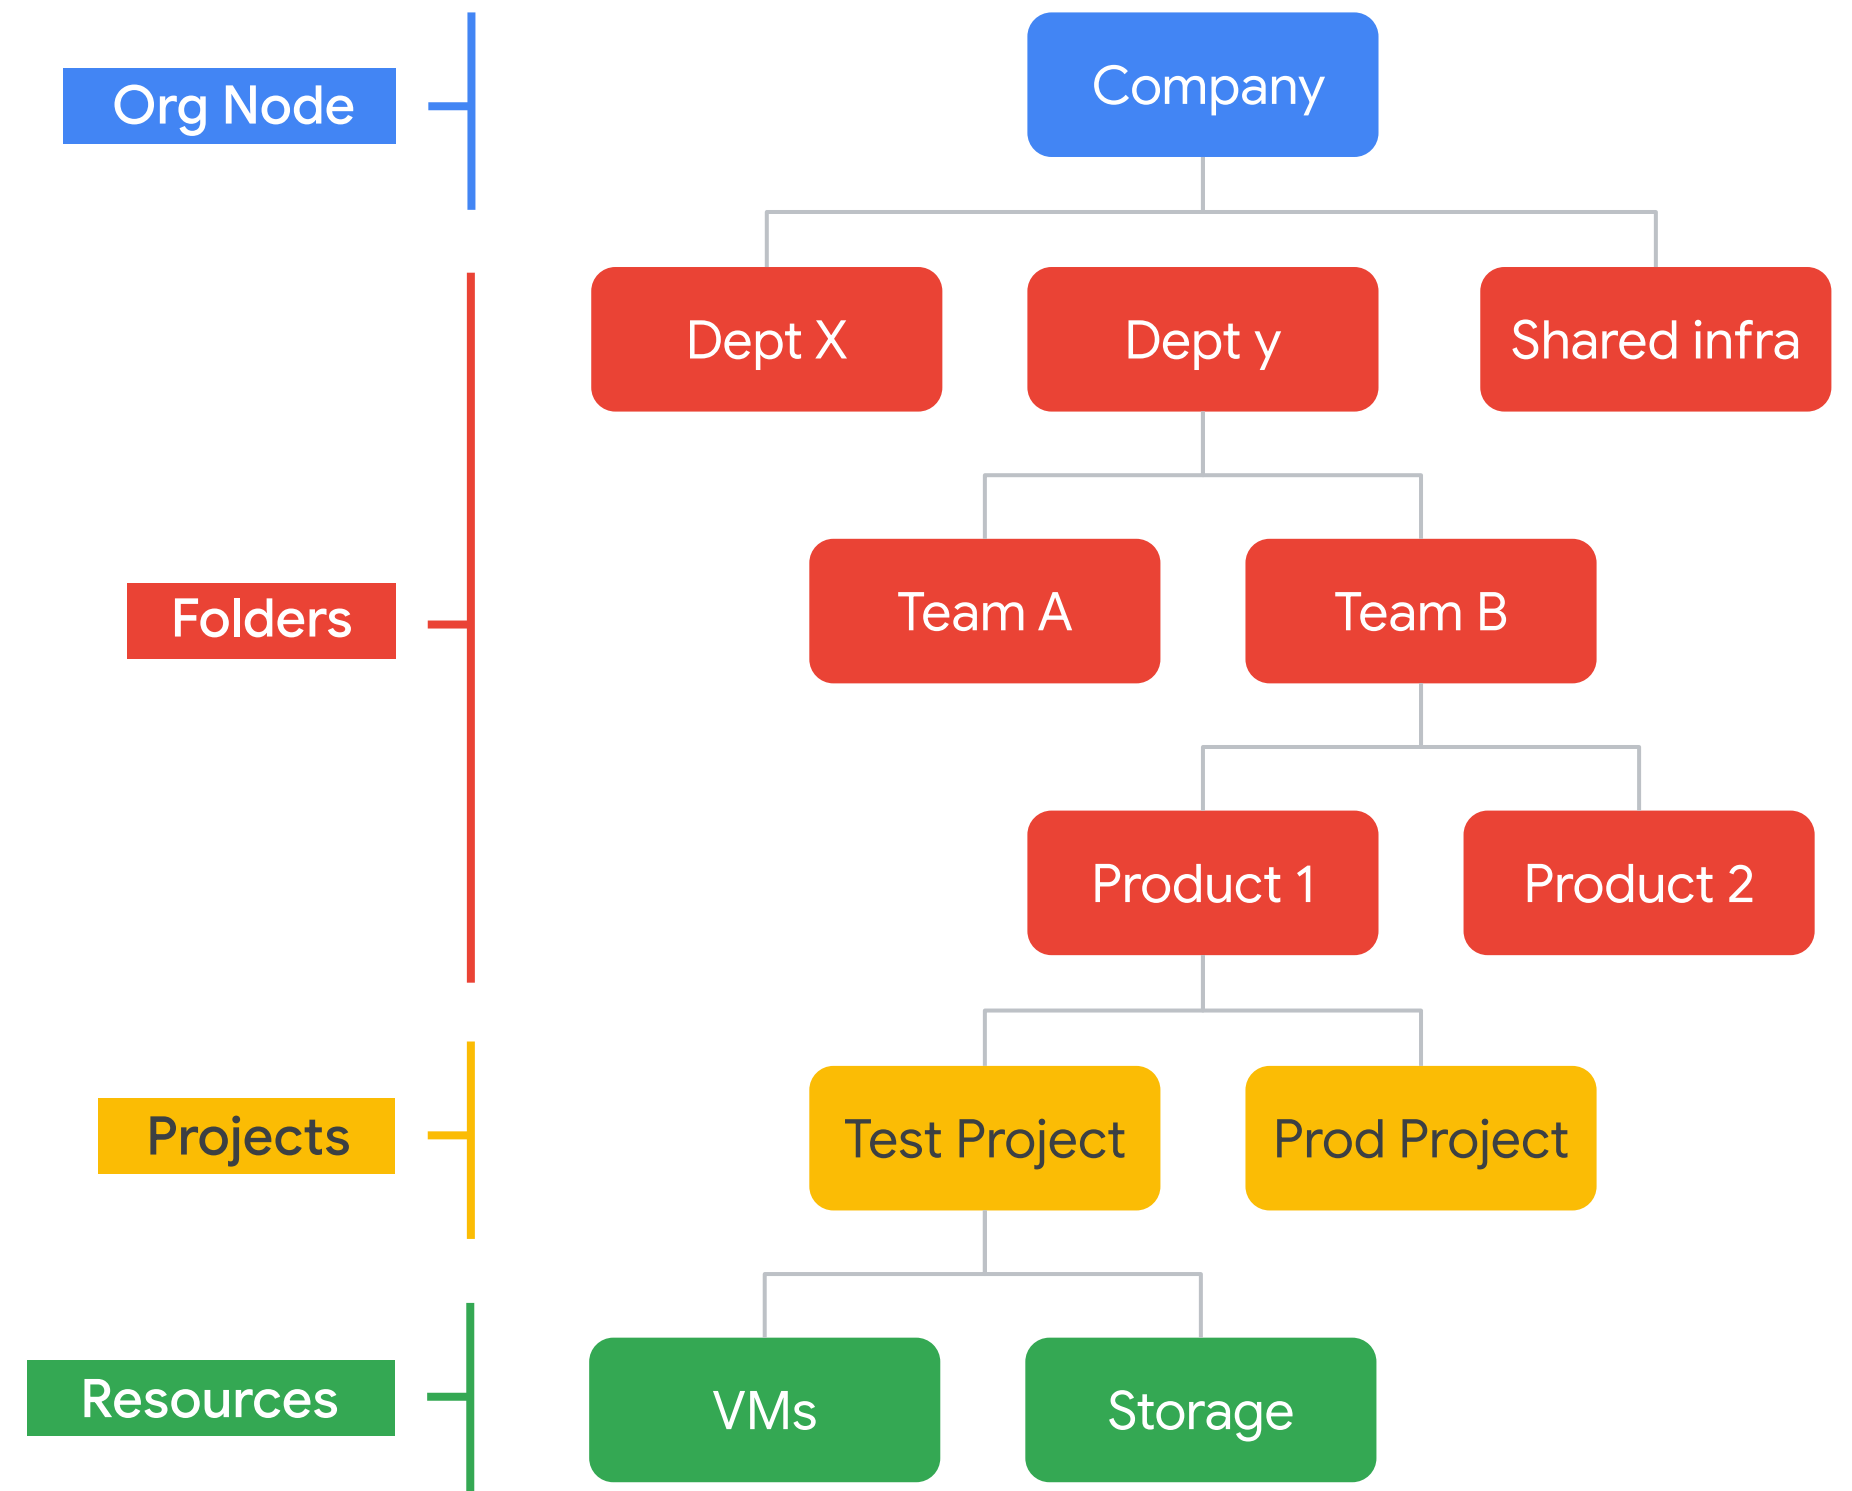 Org Node
Company
Dept X
Dept y
Shared infra
Folders
Team A
Team B
Product 1
Product 2
Projects
Test Project
Prod Project
Resources
VMs
Storage